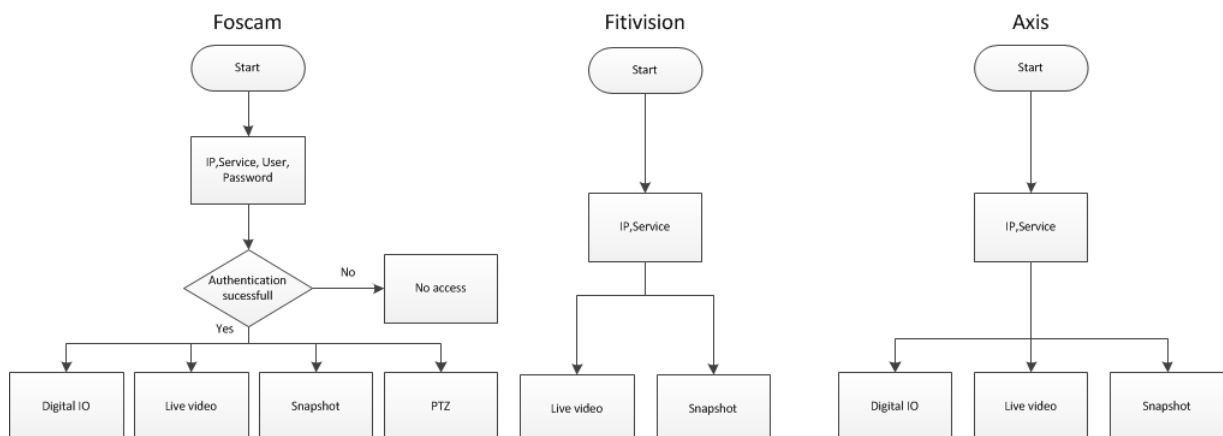 Foscam
Start
IP,Service, User,
Password
Authentication
sucessfull
No
No access
Yes
Digital IO
Live video
Snapshot
PTZ
Fitivision
Start
IP,Service
Live video
Snapshot
Axis
Start
IP,Service
Digital IO
Live video
Snapshot